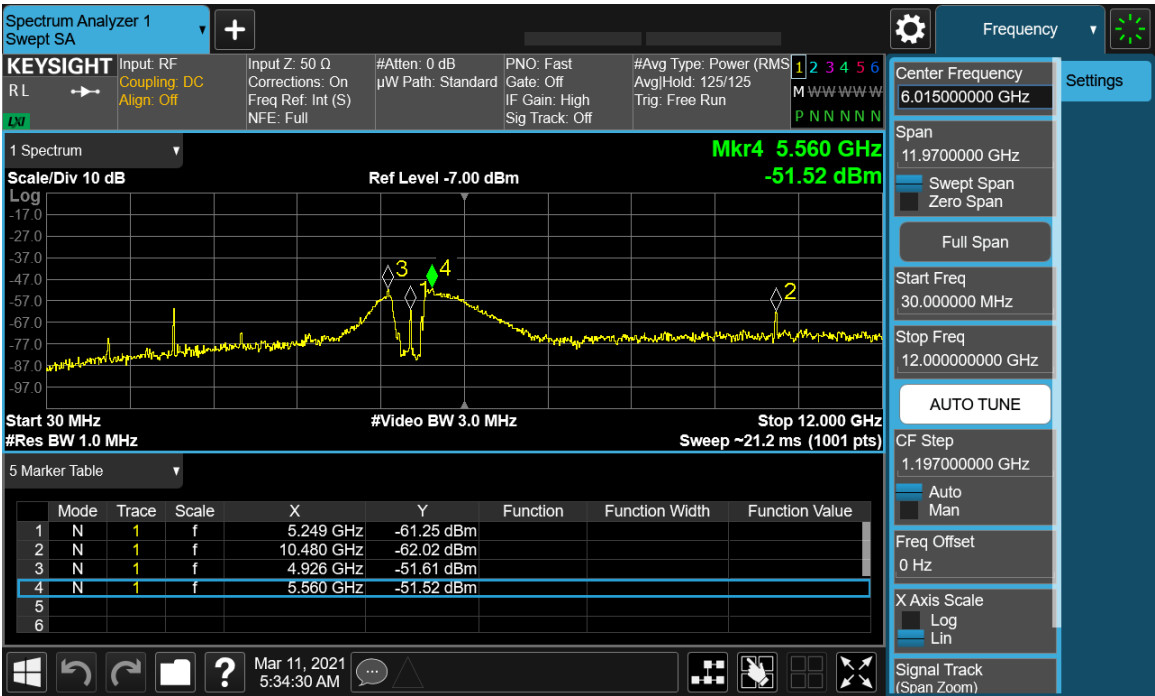 Spectrum Analyzer 1
Swept SA
Frequency
KEYSIGHT
RL
LXI
Input: RF
Coupling: DC
Align: Off
Input Z: 50 Ω
Corrections: On
Freq Ref: Int (S)
NFE: Full
#Atten: 0 dB
µW Path: Standard
PNO: Fast
Gate: Off
IF Gain: High
Sig Track: Off
#Avg Type: Power (RMS
Avg|Hold: 125/125
Trig: Free Run
1 2 3 4 5 6
M W W W W W
P N N N N N
1 Spectrum
Scale/Div 10 dB
Ref Level -7.00 dBm
Mkr4 5.560 GHz
-51.52 dBm
Log
-17.0
-27.0
-37.0
-47.0
-57.0
-67.0
-77.0
-87.0
-97.0
3
4
1
2
Start 30 MHz
#Video BW 3.0 MHz
Stop 12.000 GHz
#Res BW 1.0 MHz
Sweep ~21.2 ms (1001 pts)
5 Marker Table
Mode Trace Scale X Y Function Function Width Function Value
1 N 1 f 5.249 GHz -61.25 dBm
2 N 1 f 10.480 GHz -62.02 dBm
3 N 1 f 4.926 GHz -51.61 dBm
4 N 1 f 5.560 GHz -51.52 dBm
5
6
?
Mar 11, 2021
5:34:30 AM
Center Frequency
6.015000000 GHz
Settings
Span
11.9700000 GHz
Swept Span
Zero Span
Full Span
Start Freq
30.000000 MHz
Stop Freq
12.000000000 GHz
AUTO TUNE
CF Step
1.197000000 GHz
Auto
Man
Freq Offset
0 Hz
X Axis Scale
Log
Lin
Signal Track
(Span Zoom)